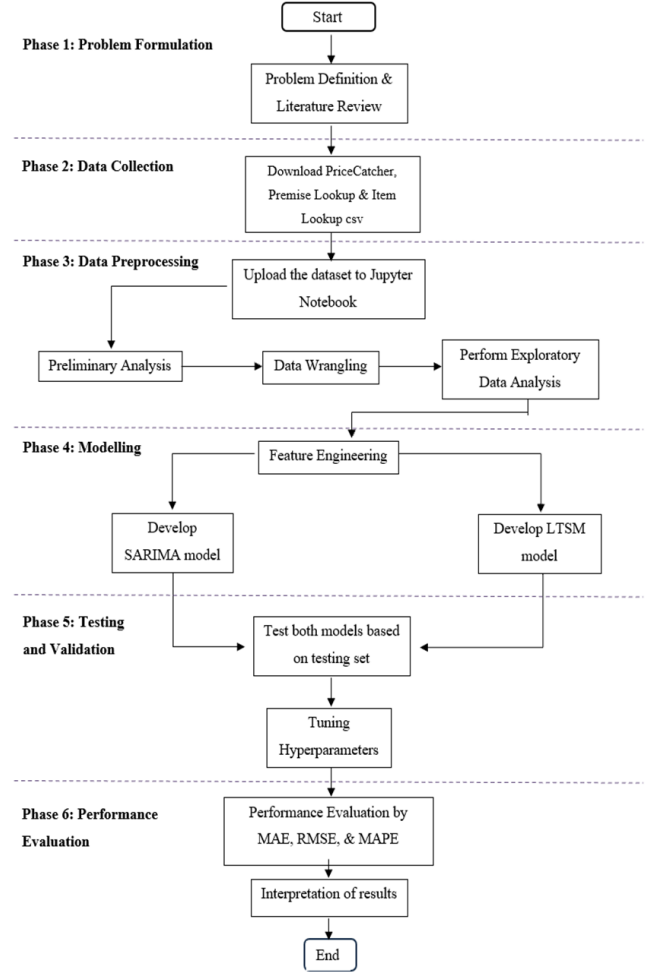 Start
Phase 1: Problem Formulation
Problem Definition &
Literature Review
Phase 2: Data Collection
Download PriceCatcher,
Premise Lookup & Item
Lookup csv
Phase 3: Data Preprocessing
Upload the dataset to Jupyter
Notebook
Preliminary Analysis
Data Wrangling
Perform Exploratory
Data Analysis
Phase 4: Modelling
Feature Engineering
Develop
SARIMA model
Develop LTSM
model
Phase 5: Testing
and Validation
Test both models based
on testing set
Tuning
Hyperparameters
Phase 6: Performance
Evaluation
Performance Evaluation by
MAE, RMSE, & MAPE
Interpretation of results
End